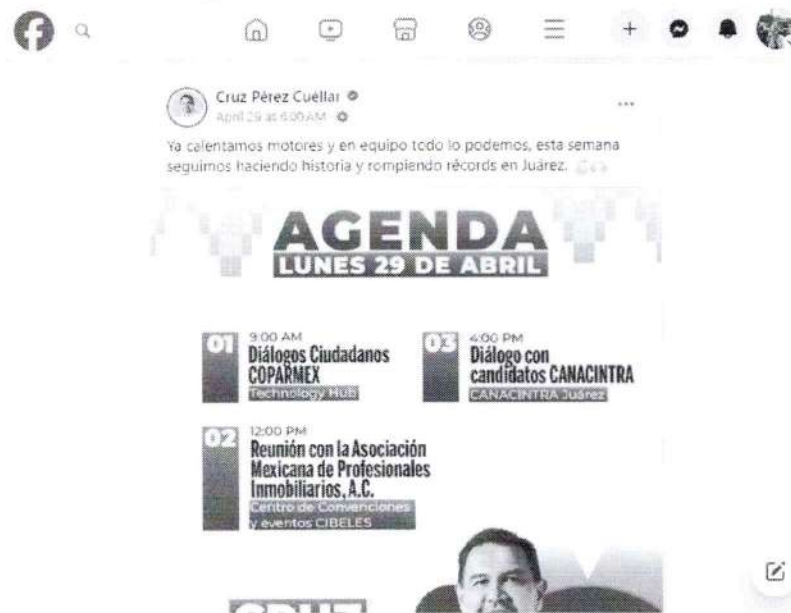 Cruz Pérez Cuéllar
April 29 at 6:00 AM
Ya calentamos motores y en equipo todo lo podemos, esta semana
seguimos haciendo historia y rompiendo récords en Juárez.
AGENDA
LUNES 29 DE ABRIL
01
9:00 AM
Diálogos Ciudadanos
COPARMEX
Technology Hub
02
12:00 PM
Reunión con la Asociación
Mexicana de Profesionales
Inmobiliarios, A.C.
Centro de Convenciones
y eventos CIBELES
03
4:00 PM
Diálogo con
candidatos CANACINTRA
CANACINTRA Juárez
CRUZ